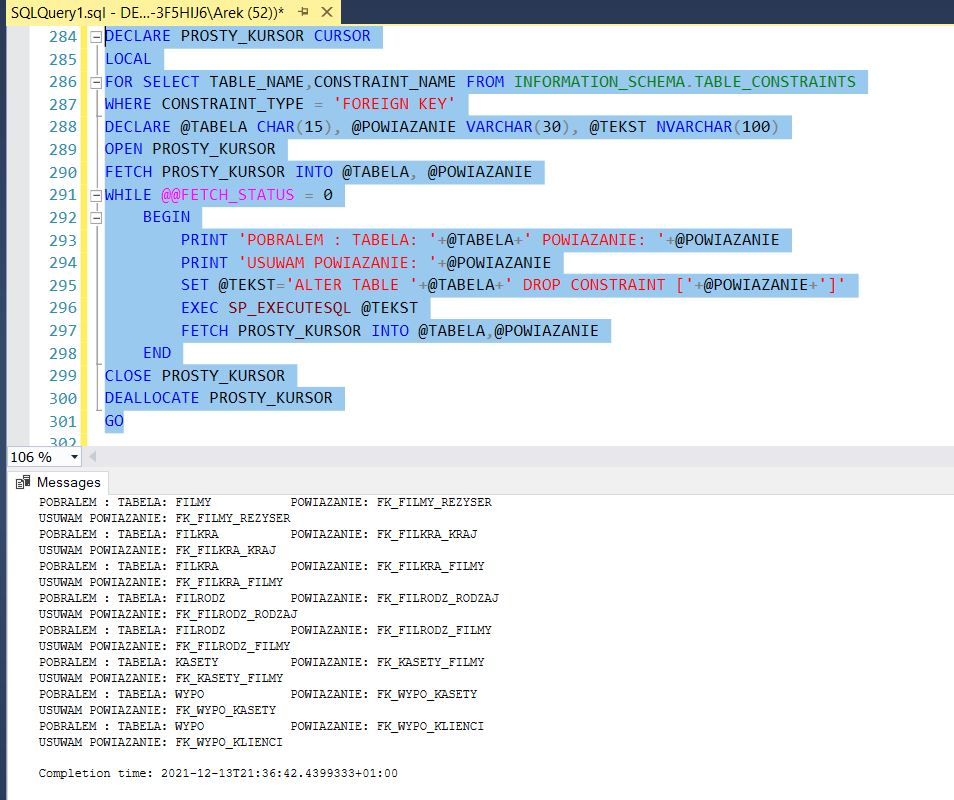 SQLQuery1.sql - DE...-3F5HIJ6\Arek (52))*
284 DECLARE PROSTY_KURSOR CURSOR
285 LOCAL
286 FOR SELECT TABLE_NAME,CONSTRAINT_NAME FROM INFORMATION_SCHEMA.TABLE_CONSTRAINTS
287 WHERE CONSTRAINT_TYPE = 'FOREIGN KEY'
288 DECLARE @TABELA CHAR(15), @POWIAZANIE VARCHAR(30), @TEKST NVARCHAR(100)
289 OPEN PROSTY_KURSOR
290 FETCH PROSTY_KURSOR INTO @TABELA, @POWIAZANIE
291 WHILE @@FETCH_STATUS = 0
292 BEGIN
293 PRINT 'POBRALEM : TABELA: '+@TABELA+' POWIAZANIE: '+@POWIAZANIE
294 PRINT 'USUWAM POWIAZANIE: '+@POWIAZANIE
295 SET @TEKST='ALTER TABLE '+@TABELA+' DROP CONSTRAINT ['+@POWIAZANIE+']'
296 EXEC SP_EXECUTESQL @TEKST
297 FETCH PROSTY_KURSOR INTO @TABELA,@POWIAZANIE
298 END
299 CLOSE PROSTY_KURSOR
300 DEALLOCATE PROSTY_KURSOR
301 GO
302
106 %
Messages
POBRALEM : TABELA: FILMY POWIAZANIE: FK_FILMY_REZYSER
USUWAM POWIAZANIE: FK_FILMY_REZYSER
POBRALEM : TABELA: FILKRA POWIAZANIE: FK_FILKRA_KRAJ
USUWAM POWIAZANIE: FK_FILKRA_KRAJ
POBRALEM : TABELA: FILKRA POWIAZANIE: FK_FILKRA_FILMY
USUWAM POWIAZANIE: FK_FILKRA_FILMY
POBRALEM : TABELA: FILRODZ POWIAZANIE: FK_FILRODZ_RODZAJ
USUWAM POWIAZANIE: FK_FILRODZ_RODZAJ
POBRALEM : TABELA: FILRODZ POWIAZANIE: FK_FILRODZ_FILMY
USUWAM POWIAZANIE: FK_FILRODZ_FILMY
POBRALEM : TABELA: KASETY POWIAZANIE: FK_KASETY_FILMY
USUWAM POWIAZANIE: FK_KASETY_FILMY
POBRALEM : TABELA: WYPO POWIAZANIE: FK_WYPO_KASETY
USUWAM POWIAZANIE: FK_WYPO_KASETY
POBRALEM : TABELA: WYPO POWIAZANIE: FK_WYPO_KLIENCI
USUWAM POWIAZANIE: FK_WYPO_KLIENCI
Completion time: 2021-12-13T21:36:42.4399333+01:00